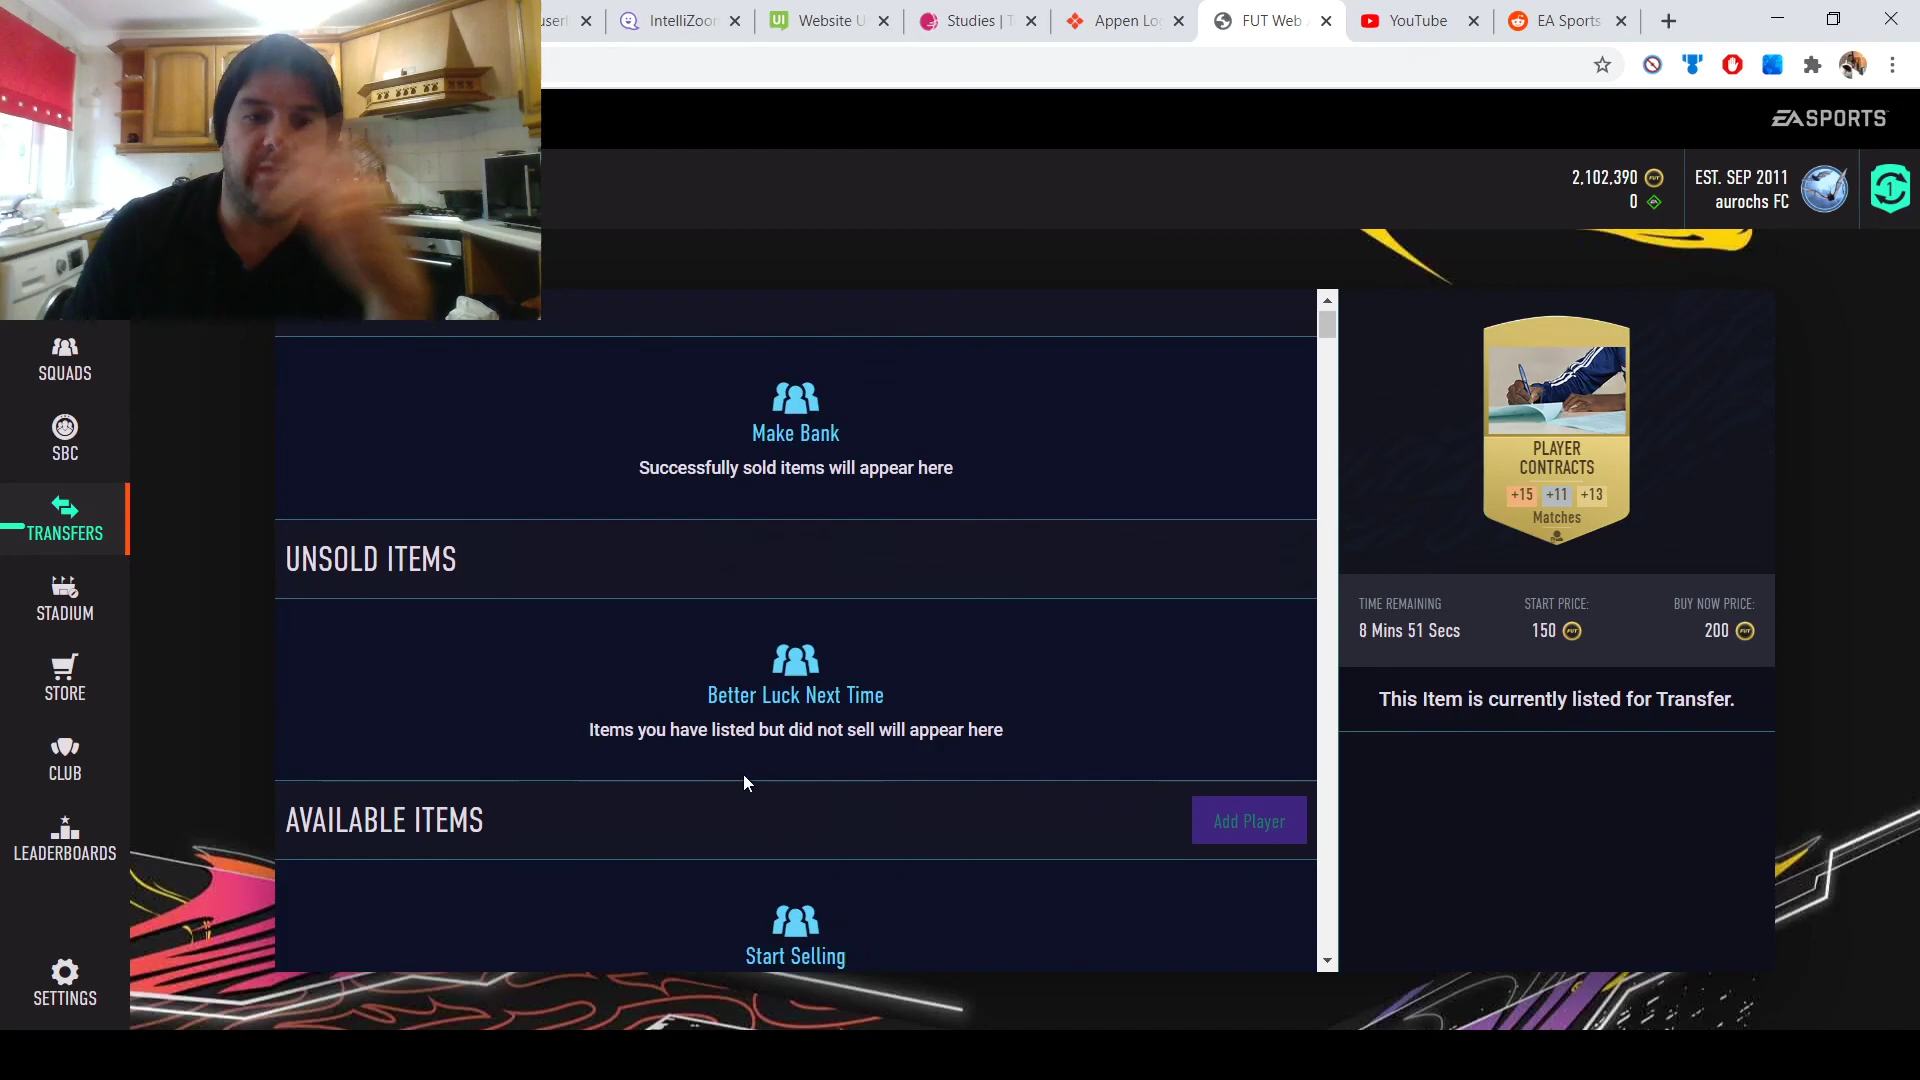 IntelliZoo
Website U
Studies | T
Appen Lo
FUT Web
YouTube
EA Sports
EA SPORTS
2,102,390
0
EST. SEP 2011
aurochs FC
1
SQUADS
SBC
TRANSFERS
STADIUM
STORE
CLUB
LEADERBOARDS
SETTINGS
Make Bank
Successfully sold items will appear here
UNSOLD ITEMS
Better Luck Next Time
Items you have listed but did not sell will appear here
AVAILABLE ITEMS
Add Player
Start Selling
PLAYER
CONTRACTS
+15 +11 +13
Matches
TIME REMAINING START PRICE: BUY NOW PRICE:
8 Mins 51 Secs 150 200
This Item is currently listed for Transfer.